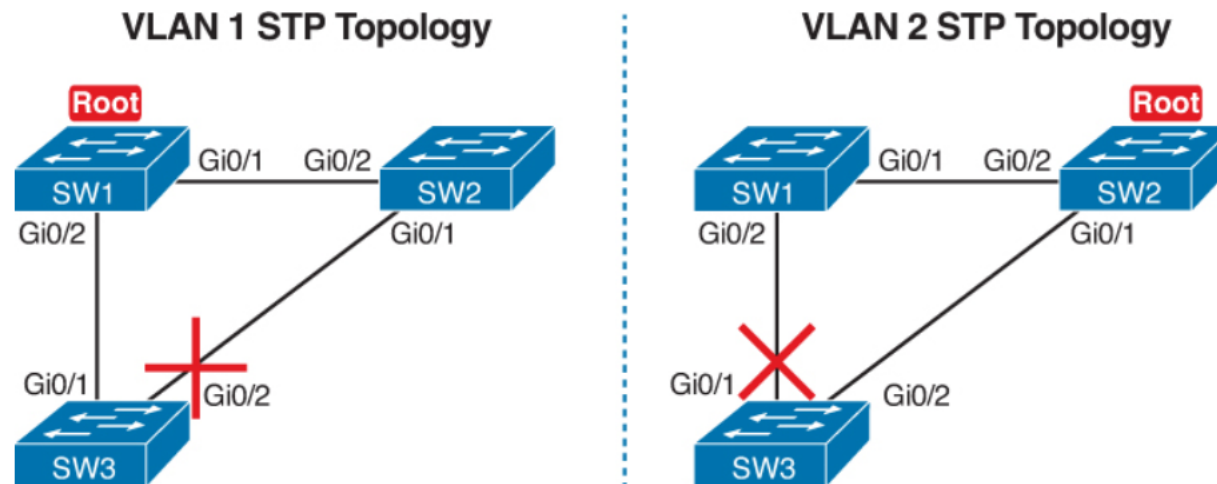 VLAN 1 STP Topology
Root
Gi0/1
Gi0/2
SW1
SW2
Gi0/2
Gi0/1
Gi0/1
Gi0/2
SW3
VLAN 2 STP Topology
Root
Gi0/1
Gi0/2
SW1
SW2
Gi0/2
Gi0/1
Gi0/1
Gi0/2
SW3